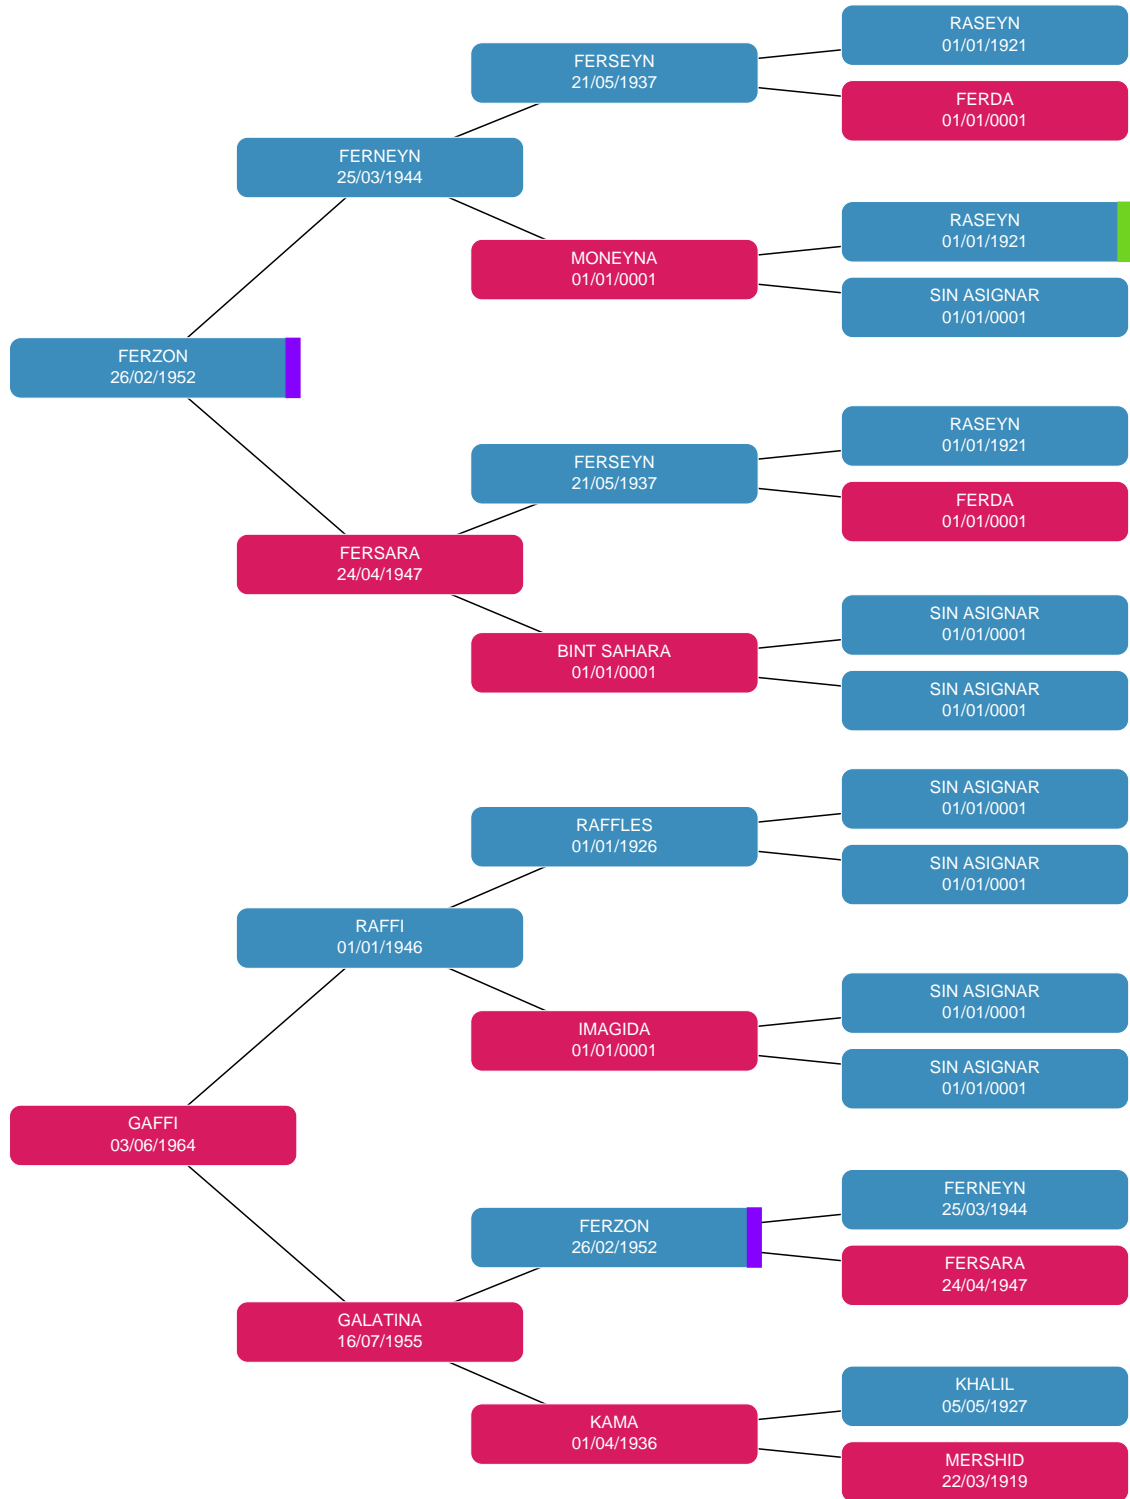 RASEYN
01/01/1921
FERSEYN
21/05/1937
FERDA
01/01/0001
FERNEYN
25/03/1944
RASEYN
01/01/1921
MONEYNA
01/01/0001
SIN ASIGNAR
01/01/0001
FERZON
26/02/1952
RASEYN
01/01/1921
FERSEYN
21/05/1937
FERDA
01/01/0001
FERSARA
24/04/1947
SIN ASIGNAR
01/01/0001
BINT SAHARA
01/01/0001
SIN ASIGNAR
01/01/0001
SIN ASIGNAR
01/01/0001
RAFFLES
01/01/1926
SIN ASIGNAR
01/01/0001
RAFFI
01/01/1946
SIN ASIGNAR
01/01/0001
IMAGIDA
01/01/0001
SIN ASIGNAR
01/01/0001
GAFFI
03/06/1964
FERNEYN
25/03/1944
FERZON
26/02/1952
FERSARA
24/04/1947
GALATINA
16/07/1955
KHALIL
05/05/1927
KAMA
01/04/1936
MERSHID
22/03/1919